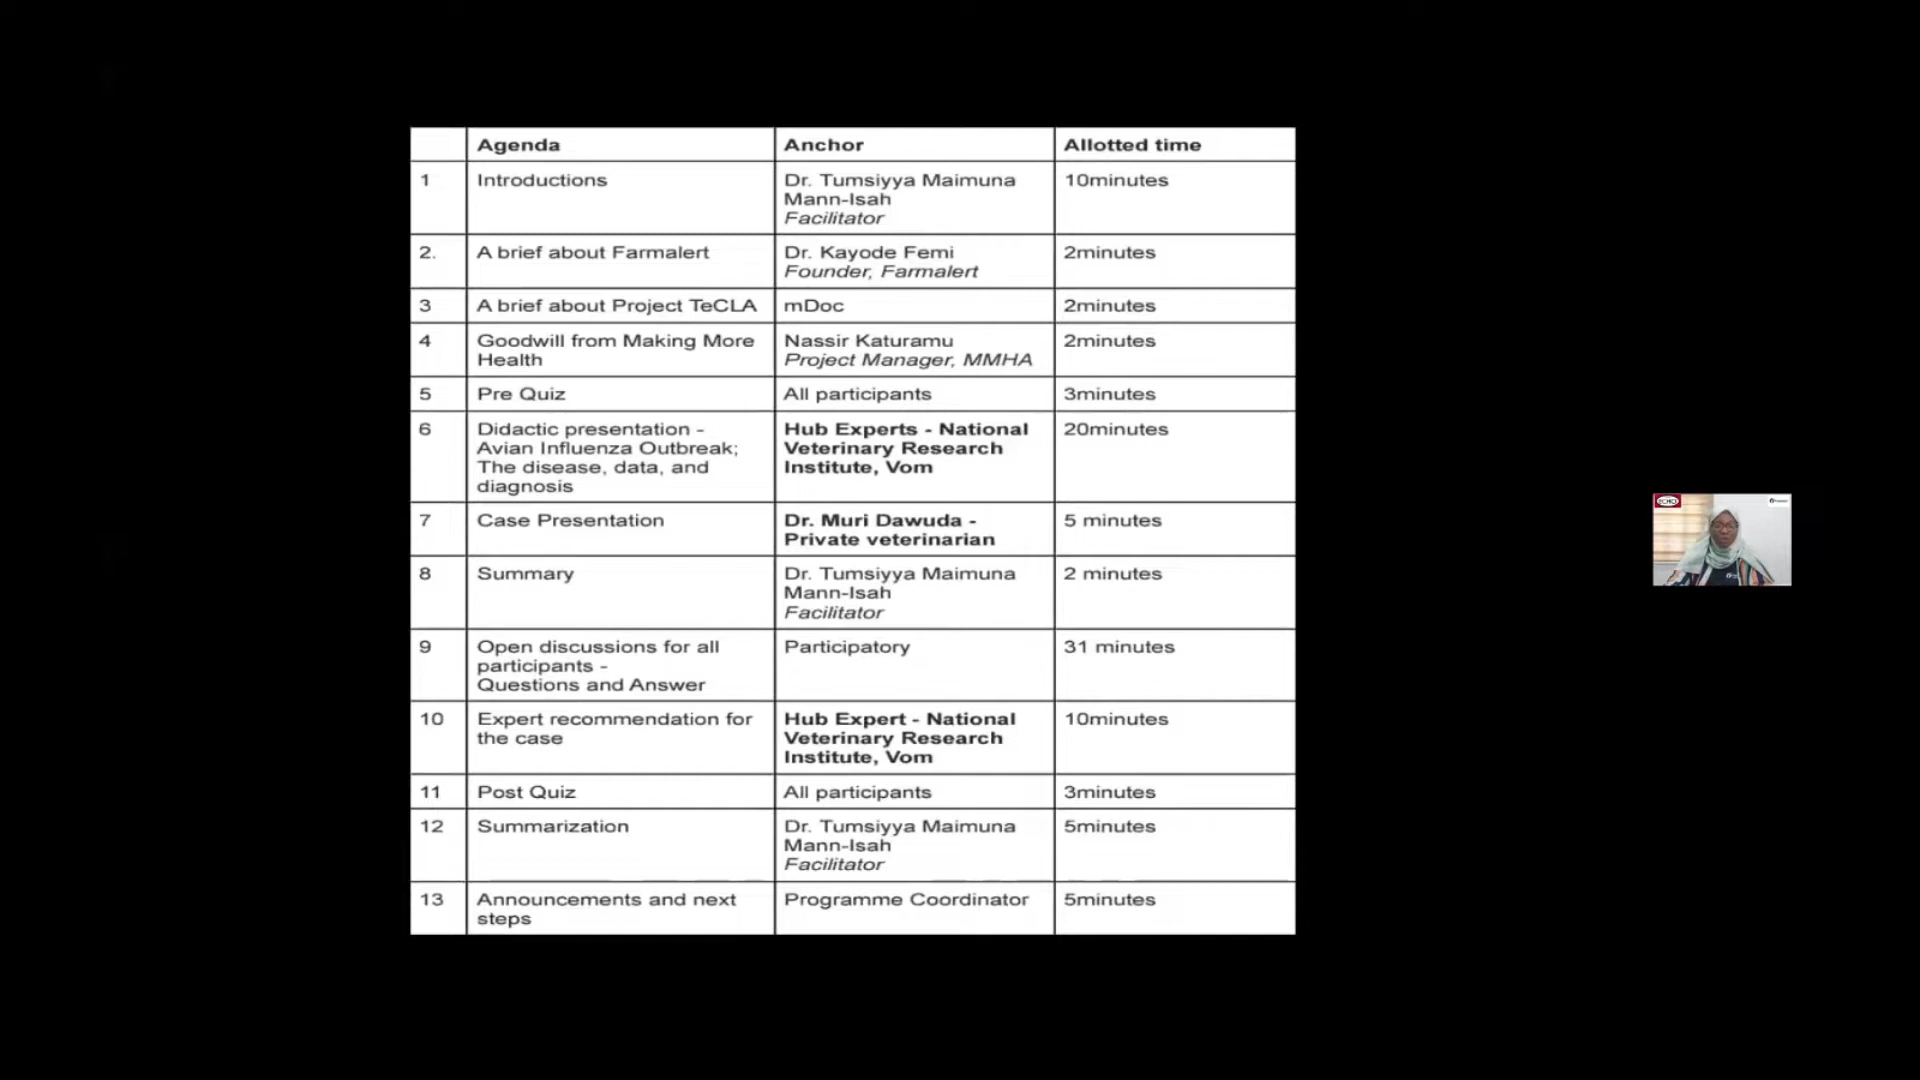 Agenda Anchor Allotted time
1 Introductions Dr. Tumsiyya Maimuna 10minutes
Mann-Isah
Facilitator
2. A brief about Farmalert Dr. Kayode Femi 2minutes
Founder, Farmalert
3 A brief about Project TeCLA mDoc 2minutes
4 Goodwill from Making More Nassir Katuramu 2minutes
Health Project Manager, MMHA
5 Pre Quiz All participants 3minutes
6 Didactic presentation - Hub Experts - National 20minutes
Avian Influenza Outbreak; Veterinary Research
The disease, data, and Institute, Vom
diagnosis
7 Case Presentation Dr. Muri Dawuda - 5 minutes
Private veterinarian
8 Summary Dr. Tumsiyya Maimuna 2 minutes
Mann-Isah
Facilitator
9 Open discussions for all Participatory 31 minutes
participants -
Questions and Answer
10 Expert recommendation for Hub Expert - National 10minutes
the case Veterinary Research
Institute, Vom
11 Post Quiz All participants 3minutes
12 Summarization Dr. Tumsiyya Maimuna 5minutes
Mann-Isah
Facilitator
13 Announcements and next Programme Coordinator 5minutes
steps
ECHO